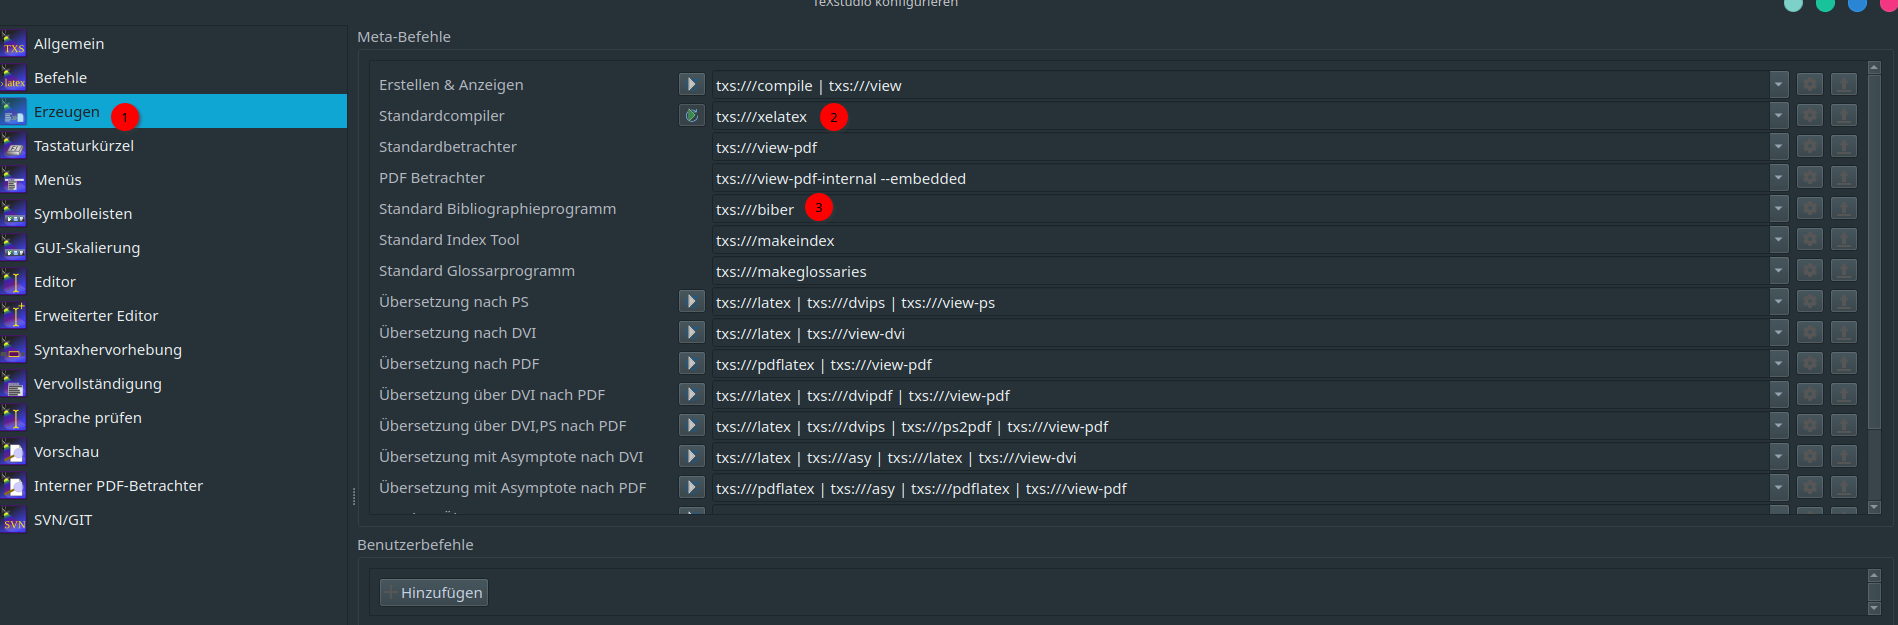 TeXstudio konfigurieren
TXS Allgemein
latex Befehle
Erzeugen 1
Tastaturkürzel
Menüs
Symbolleisten
GUI-Skalierung
Editor
Erweiterter Editor
Syntaxhervorhebung
Vervollständigung
Sprache prüfen
Vorschau
Interner PDF-Betrachter
SVN SVN/GIT
Meta-Befehle
Erstellen & Anzeigen txs:///compile | txs:///view
Standardcompiler txs:///xelatex 2
Standardbetrachter txs:///view-pdf
PDF Betrachter txs:///view-pdf-internal --embedded
Standard Bibliographieprogramm txs:///biber 3
Standard Index Tool txs:///makeindex
Standard Glossarprogramm txs:///makeglossaries
Übersetzung nach PS txs:///latex | txs:///dvips | txs:///view-ps
Übersetzung nach DVI txs:///latex | txs:///view-dvi
Übersetzung nach PDF txs:///pdflatex | txs:///view-pdf
Übersetzung über DVI nach PDF txs:///latex | txs:///dvipdf | txs:///view-pdf
Übersetzung über DVI,PS nach PDF txs:///latex | txs:///dvips | txs:///ps2pdf | txs:///view-pdf
Übersetzung mit Asymptote nach DVI txs:///latex | txs:///asy | txs:///latex | txs:///view-dvi
Übersetzung mit Asymptote nach PDF txs:///pdflatex | txs:///asy | txs:///pdflatex | txs:///view-pdf
Benutzerbefehle
Hinzufügen